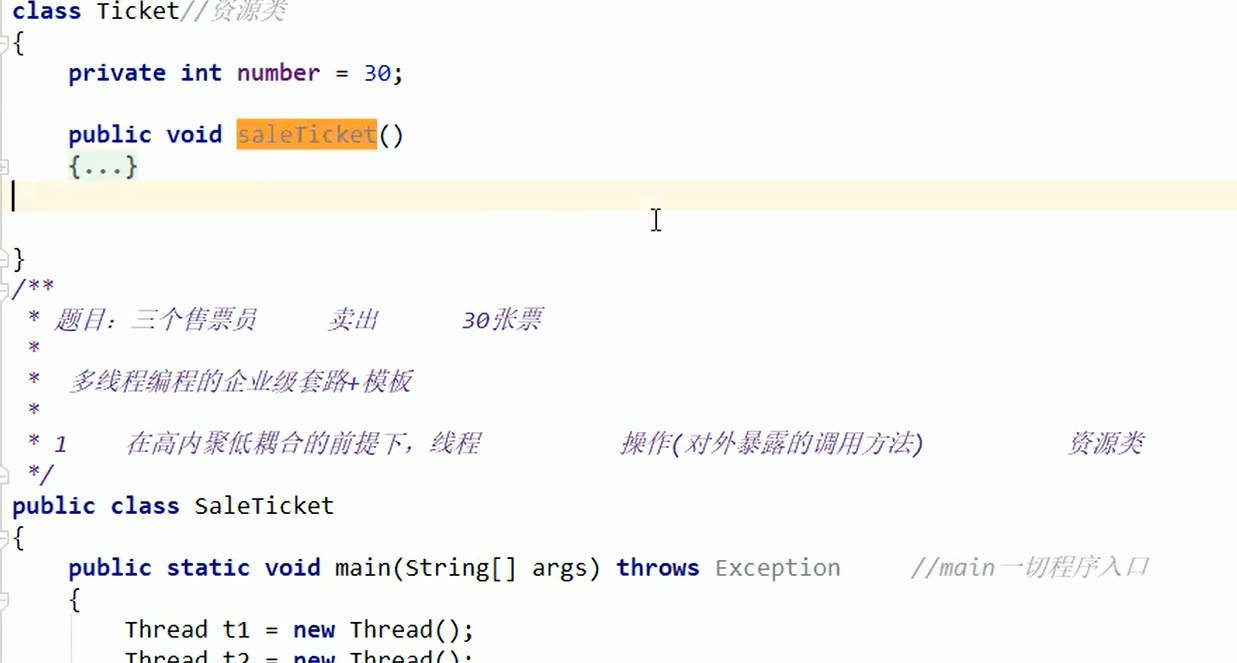 class Ticket//资源类
{
private int number = 30;
public void saleTicket()
{...}
}
/**
* 题目：三个售票员 卖出 30张票
*
* 多线程编程的企业级套路+模板
*
* 1 在高内聚低耦合的前提下，线程 操作(对外暴露的调用方法) 资源类
*/
public class SaleTicket
{
public static void main(String[] args) throws Exception //main一切程序入口
{
Thread t1 = new Thread();
Thread t2 = new Thread();